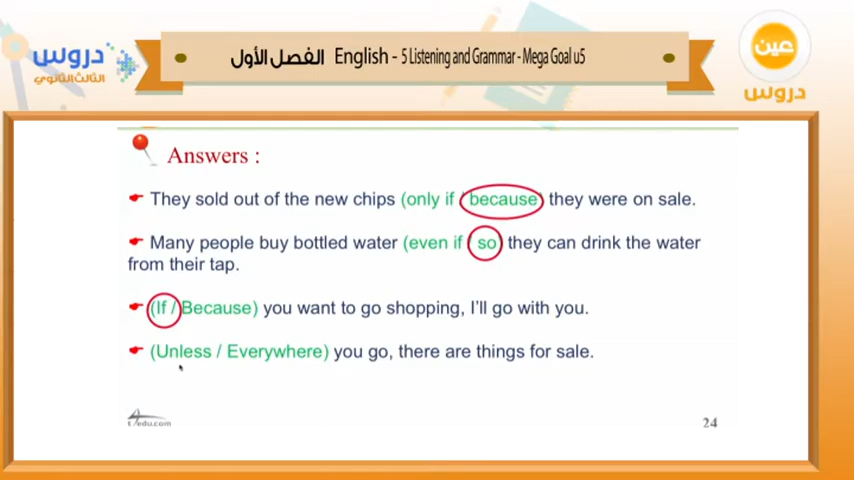 دروس
الثالث الثانوي
الفصل الأول English - 5 Listening and Grammar - Mega Goal u5
عين
دروس
Answers :
They sold out of the new chips (only if / because) they were on sale.
Many people buy bottled water (even if / so) they can drink the water
from their tap.
(If / Because) you want to go shopping, I'll go with you.
(Unless / Everywhere) you go, there are things for sale.
24